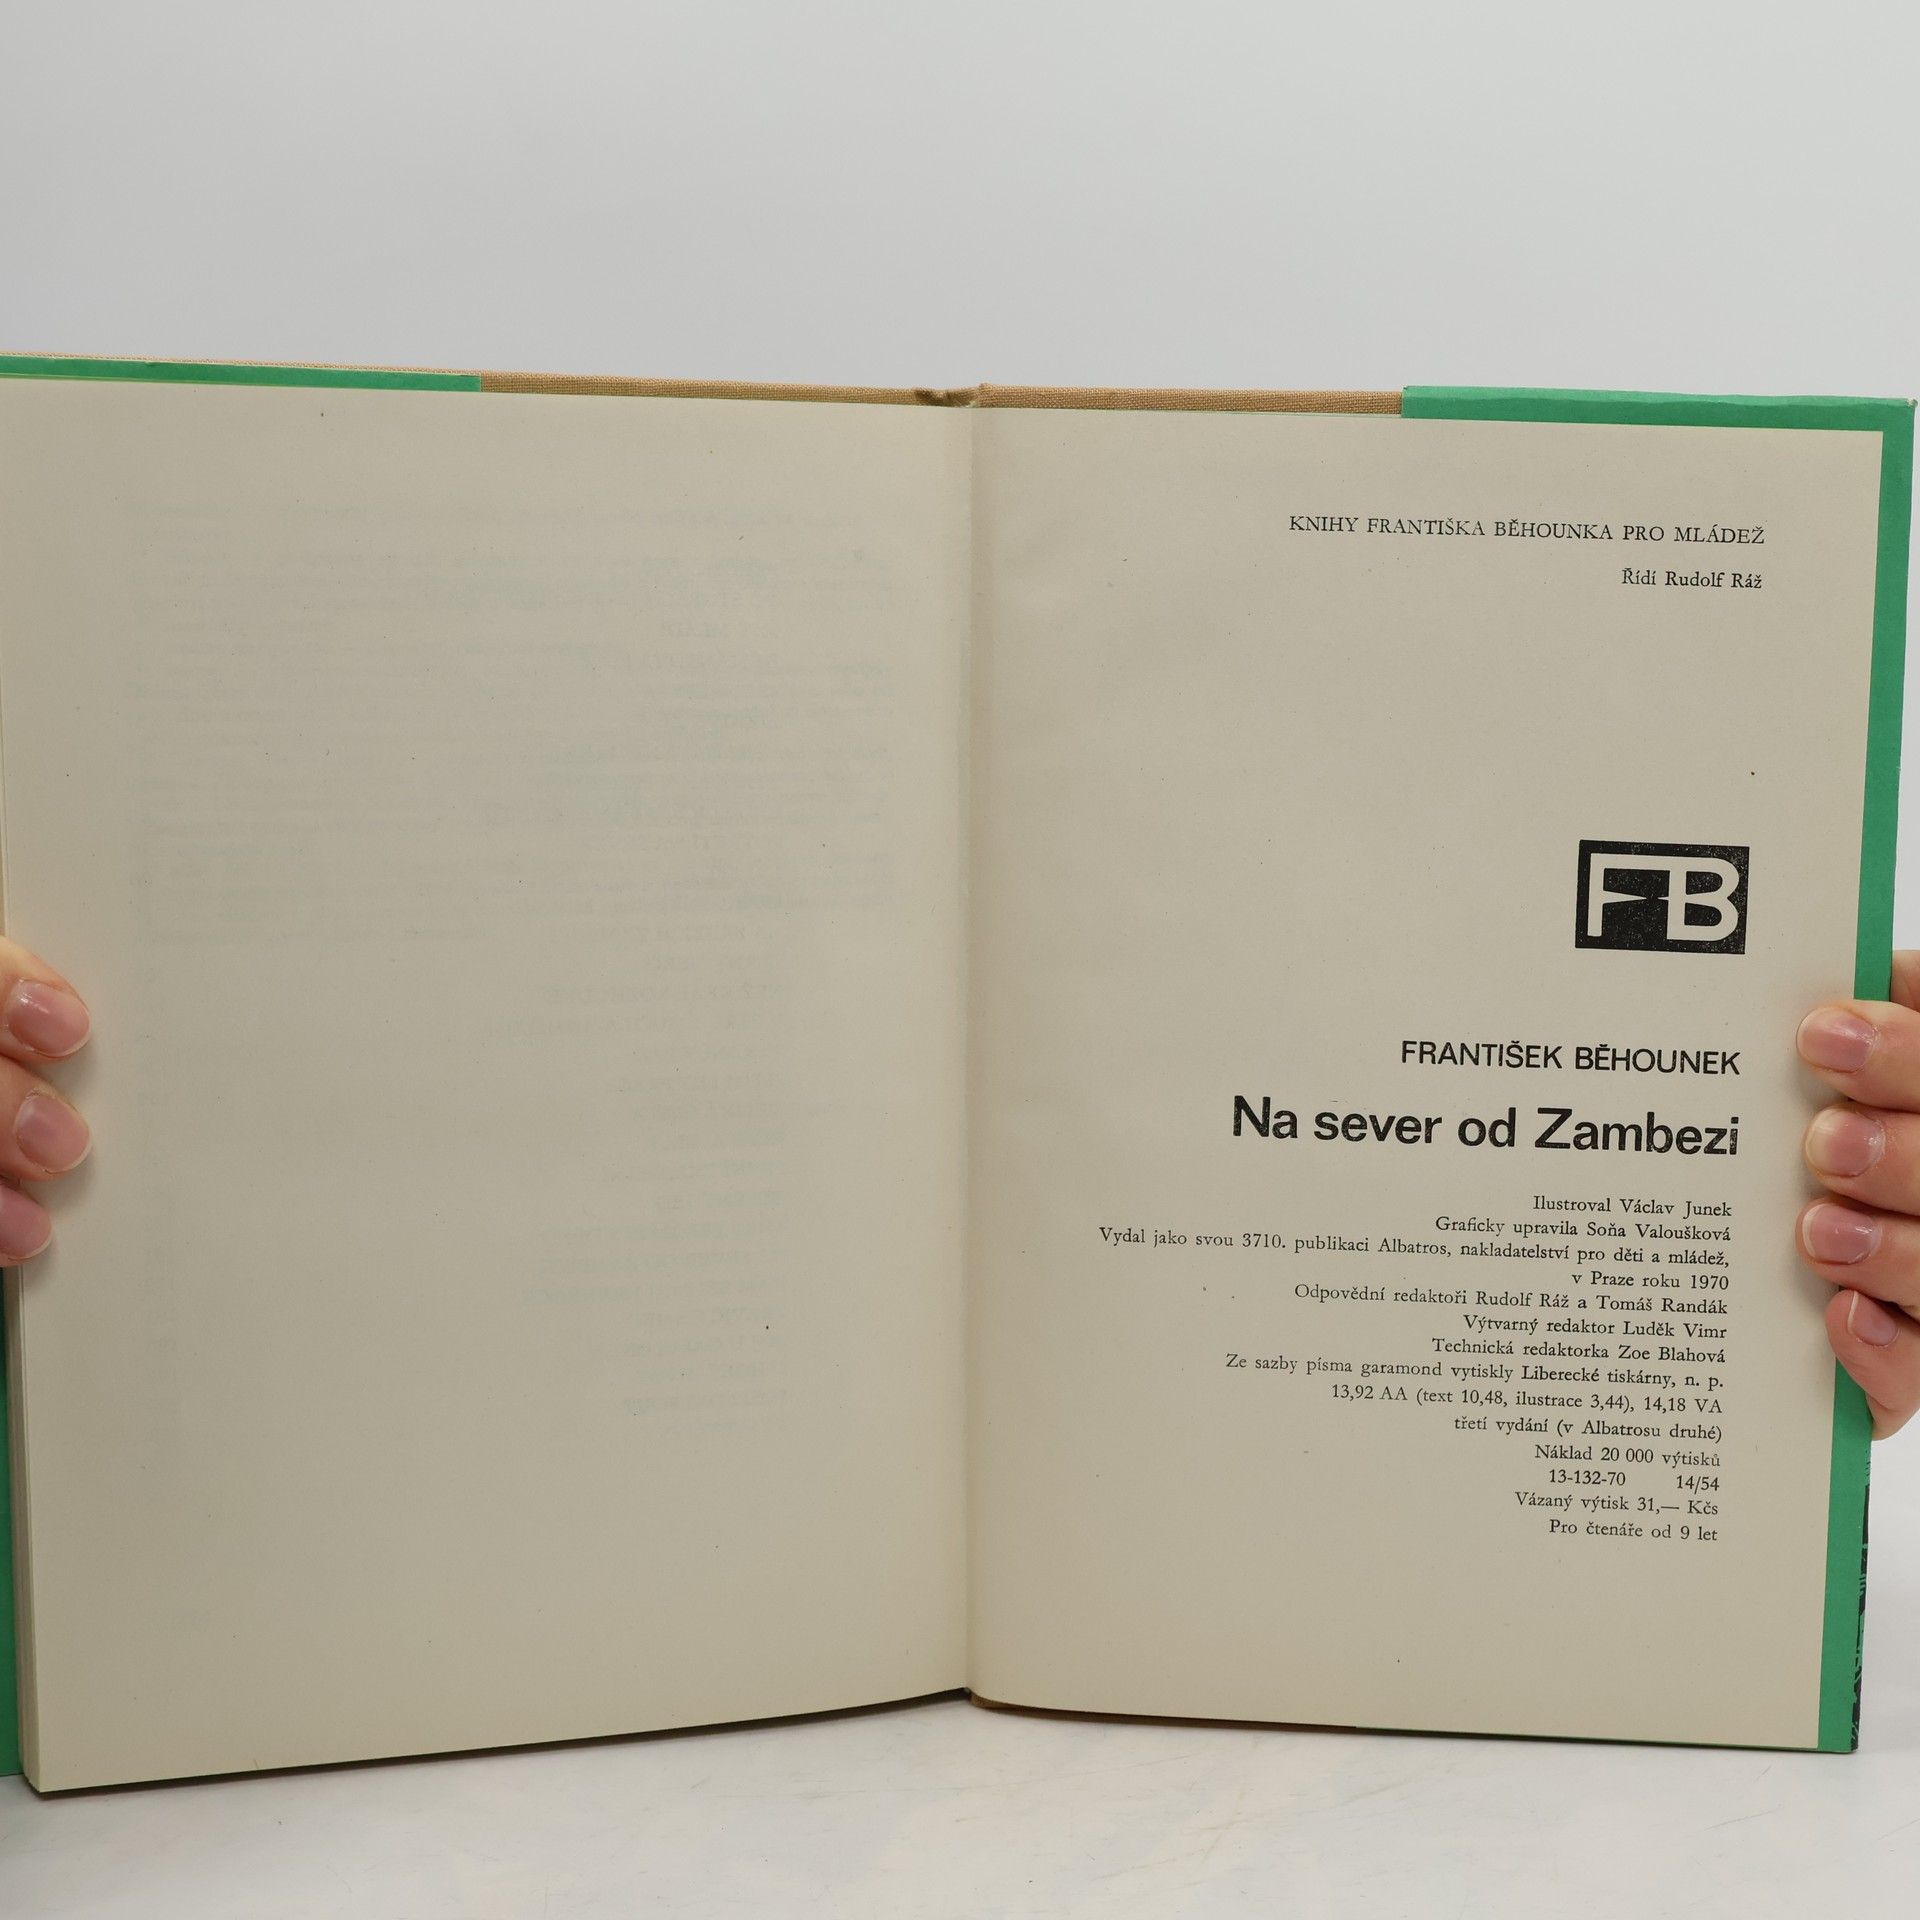 KNIHY FRANTIŠKA BĚHOUNKA PRO MLÁDEŽ
Řídí Rudolf Ráž
FB
FRANTIŠEK BĚHOUNEK
Na sever od Zambezi
Ilustroval Václav Junek
Graficky upravila Soňa Valoušková
Vydal jako svou 3710. publikaci Albatros, nakladatelství pro děti a mládež,
v Praze roku 1970
Odpovědní redaktoři Rudolf Ráž a Tomáš Randák
Výtvarný redaktor Luděk Vimr
Technická redaktorka Zoe Blahová
Ze sazby písma garamond vytiskly Liberecké tiskárny, n. p.
13,92 AA (text 10,48, ilustrace 3,44), 14,18 VA
třetí vydání (v Albatrosu druhé)
Náklad 20 000 výtisků
13-132-70 14/54
Vázaný výtisk 31,— Kčs
Pro čtenáře od 9 let